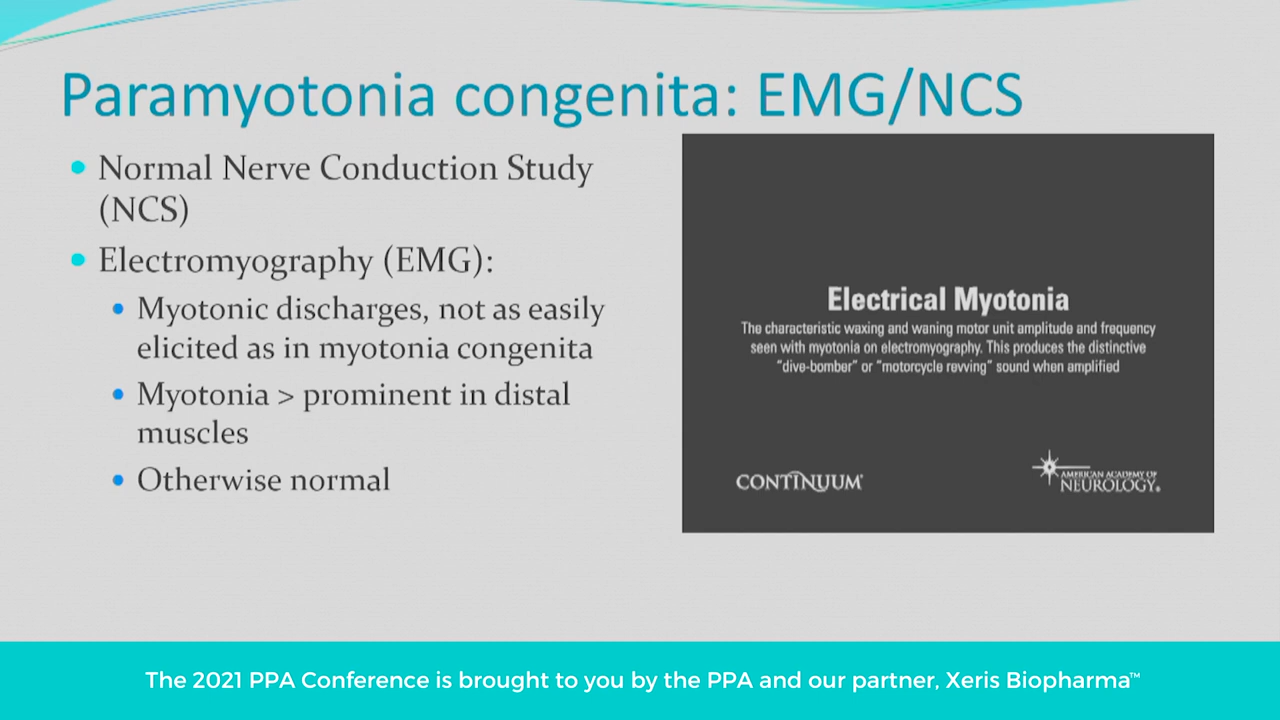 Paramyotonia congenita: EMG/NCS
Normal Nerve Conduction Study
(NCS)
Electromyography (EMG):
Myotonic discharges, not as easily
elicited as in myotonia congenita
Myotonia > prominent in distal
muscles
Otherwise normal
Electrical Myotonia
The characteristic waxing and waning motor unit amplitude and frequency
seen with myotonia on electromyography. This produces the distinctive
“dive-bomber” or “motorcycle revving” sound when amplified
CONTINUUM®
AMERICAN ACADEMY OF
NEUROLOGY®
The 2021 PPA Conference is brought to you by the PPA and our partner, Xeris Biopharma™